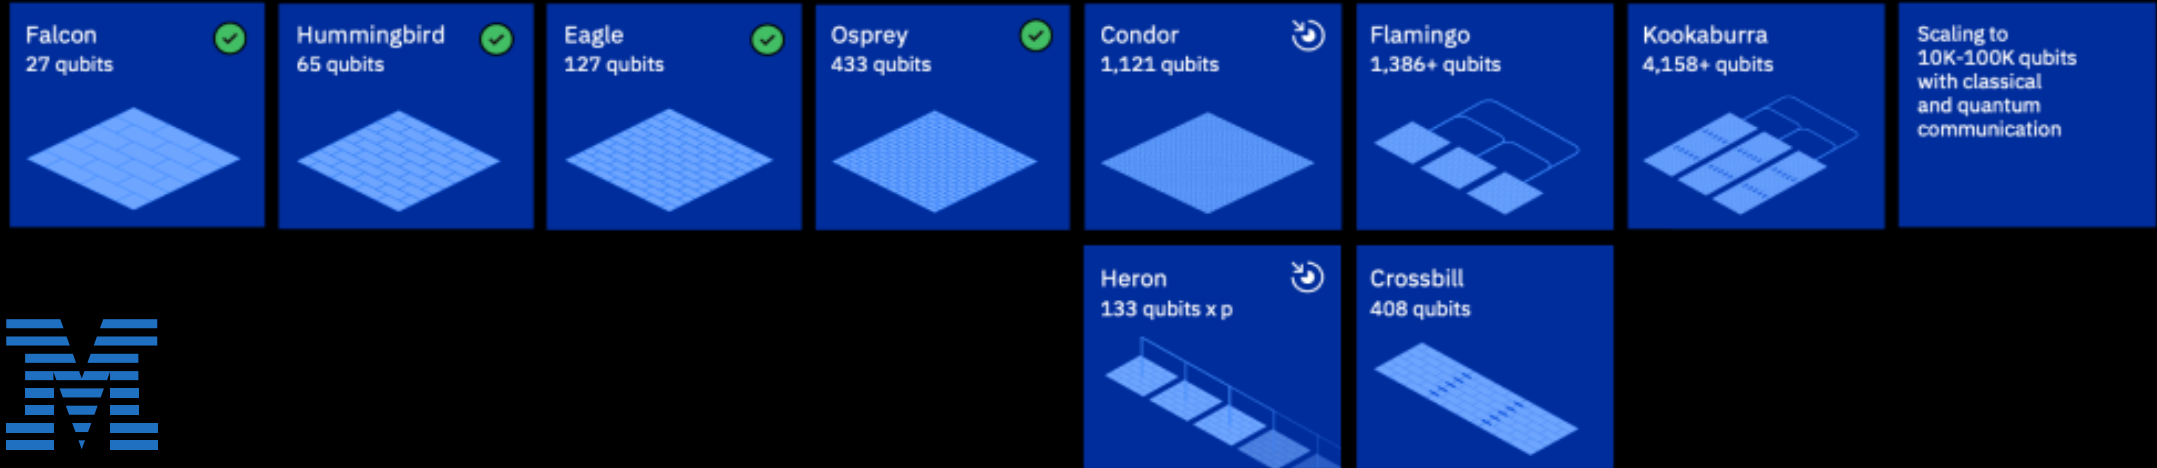 Falcon
27 qubits
Hummingbird
65 qubits
Eagle
127 qubits
Osprey
433 qubits
Condor
1,121 qubits
Flamingo
1,386+ qubits
Kookaburra
4,158+ qubits
Scaling to
10K-100K qubits
with classical
and quantum
communication
Heron
133 qubits x p
Crossbill
408 qubits
M